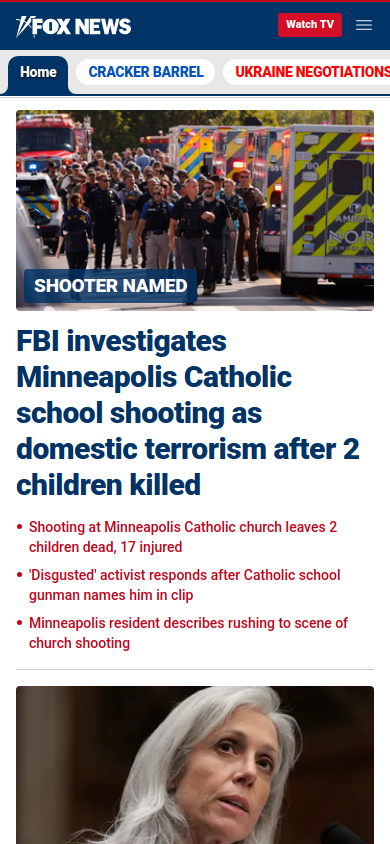 FOX NEWS
Watch TV
Home
CRACKER BARREL
UKRAINE NEGOTIATIONS
SHOOTER NAMED
FBI investigates
Minneapolis Catholic
school shooting as
domestic terrorism after 2
children killed
Shooting at Minneapolis Catholic church leaves 2
children dead, 17 injured
'Disgusted' activist responds after Catholic school
gunman names him in clip
Minneapolis resident describes rushing to scene of
church shooting